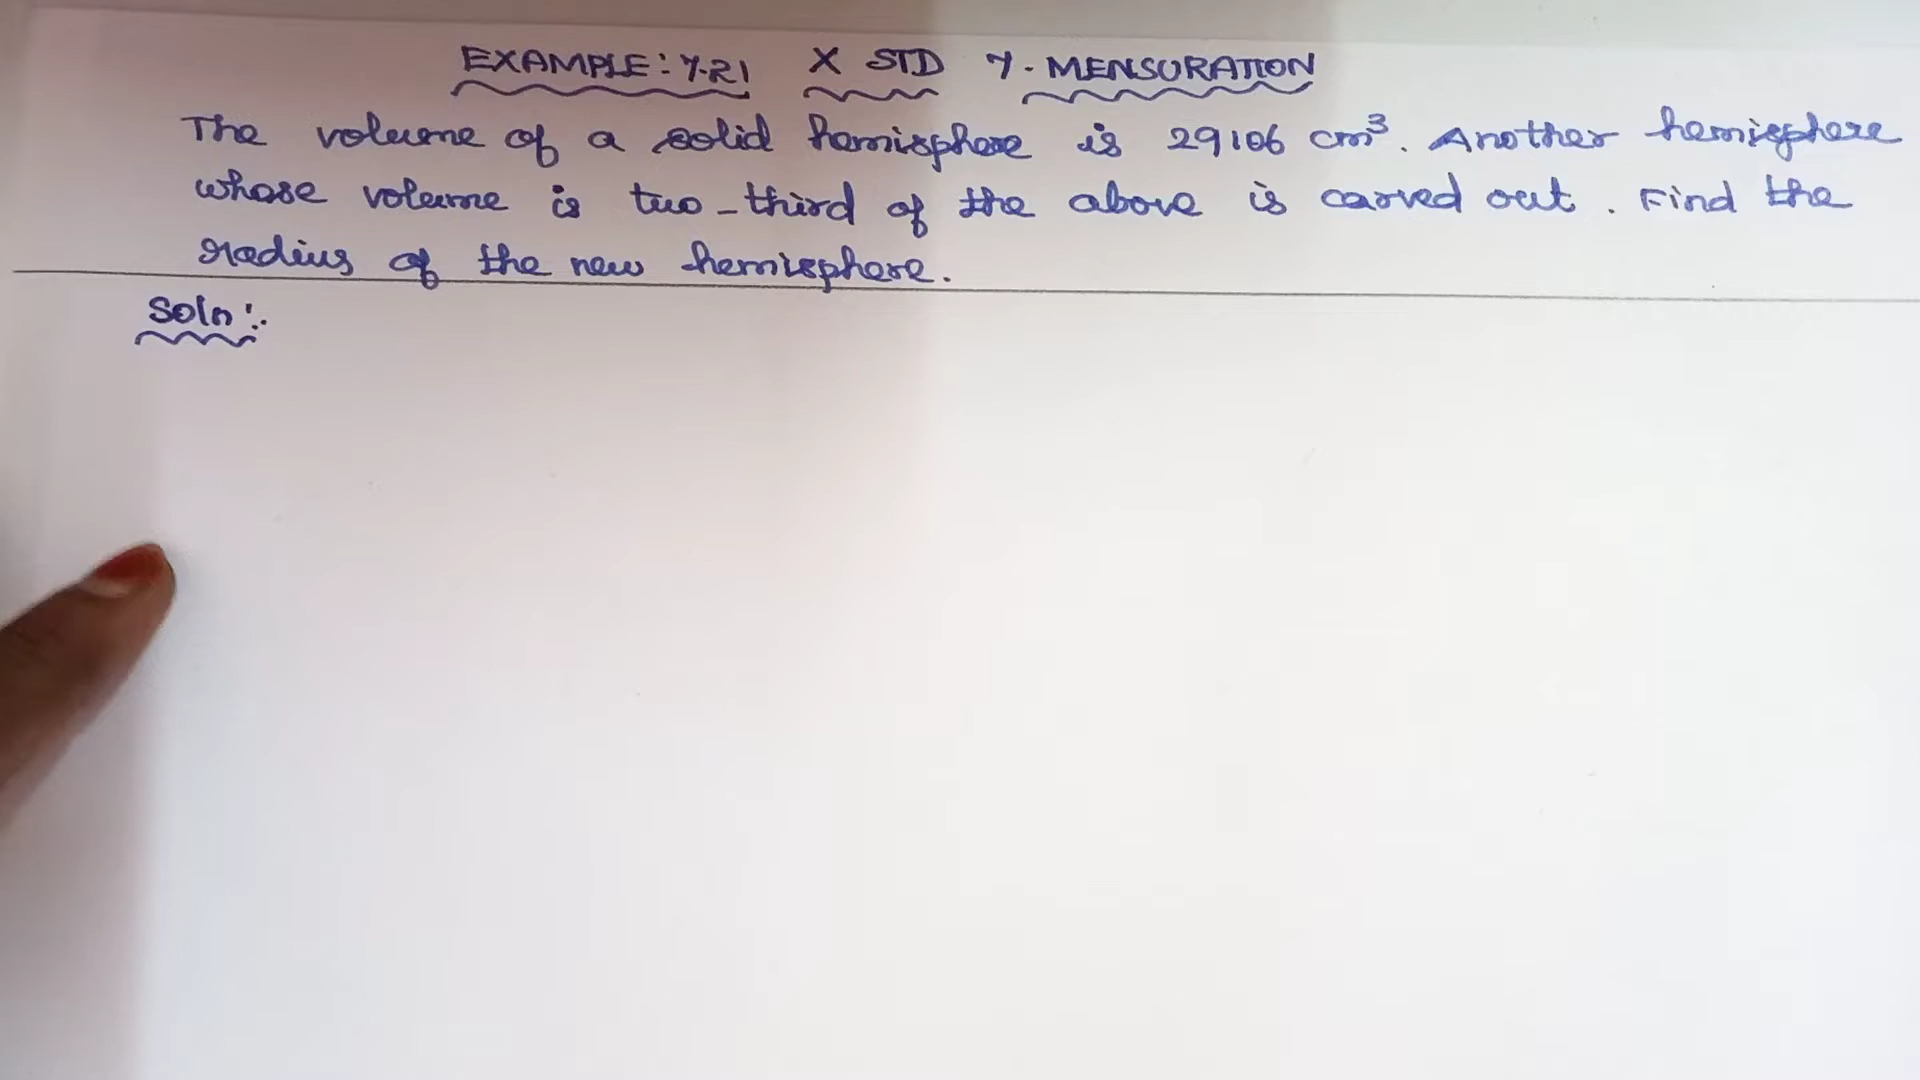 EXAMPLE: 7.21 X STD 7. MENSURATION
The volume of a solid hemisphere is 29106 cm³. Another hemisphere
whose volume is two-third of the above is carved out. Find the
radius of the new hemisphere.
Soln: